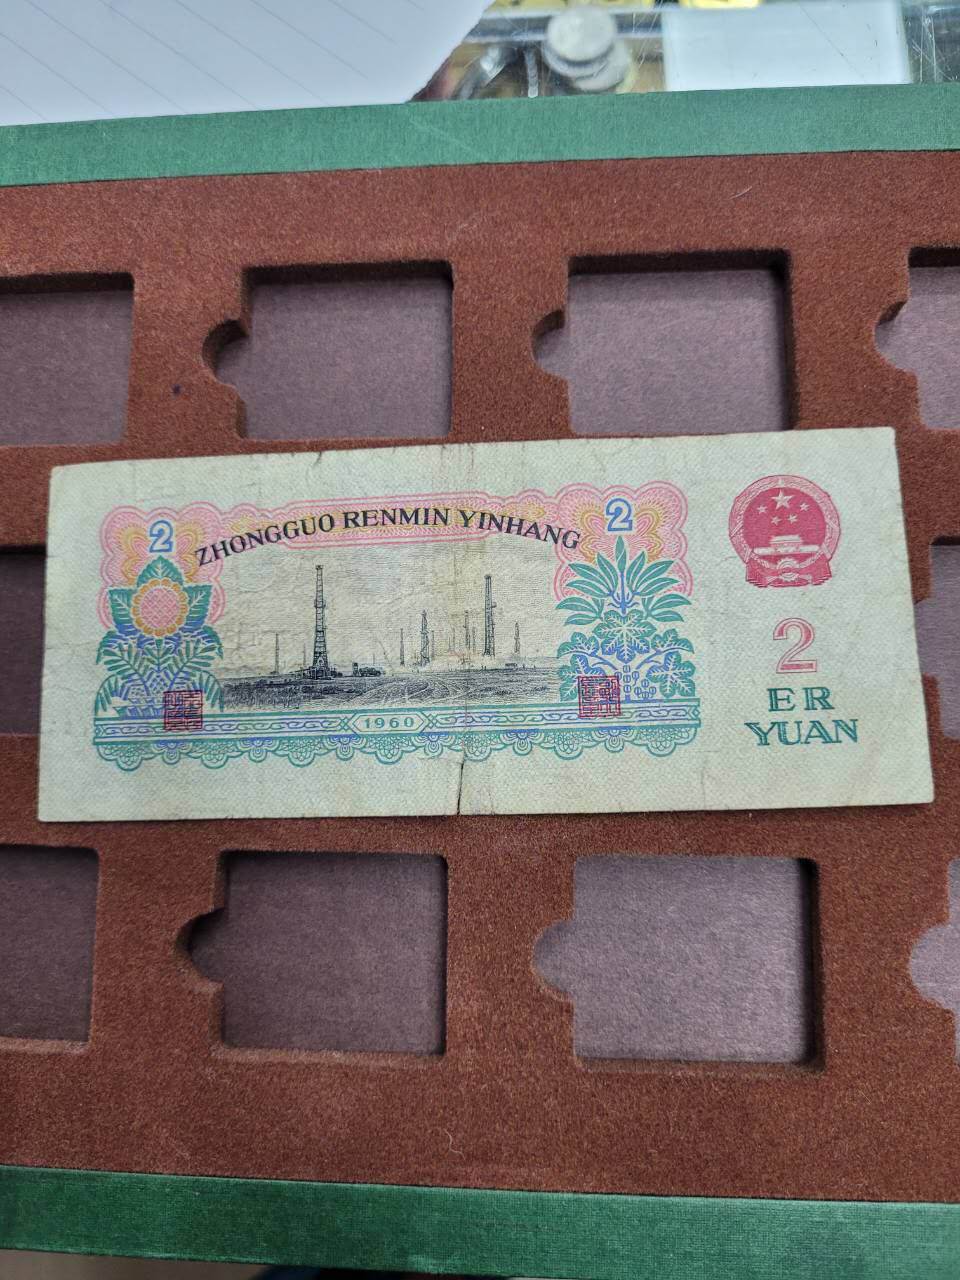 2 2
ZHONGGUO RENMIN YINHANG
1960
2
ER
YUAN